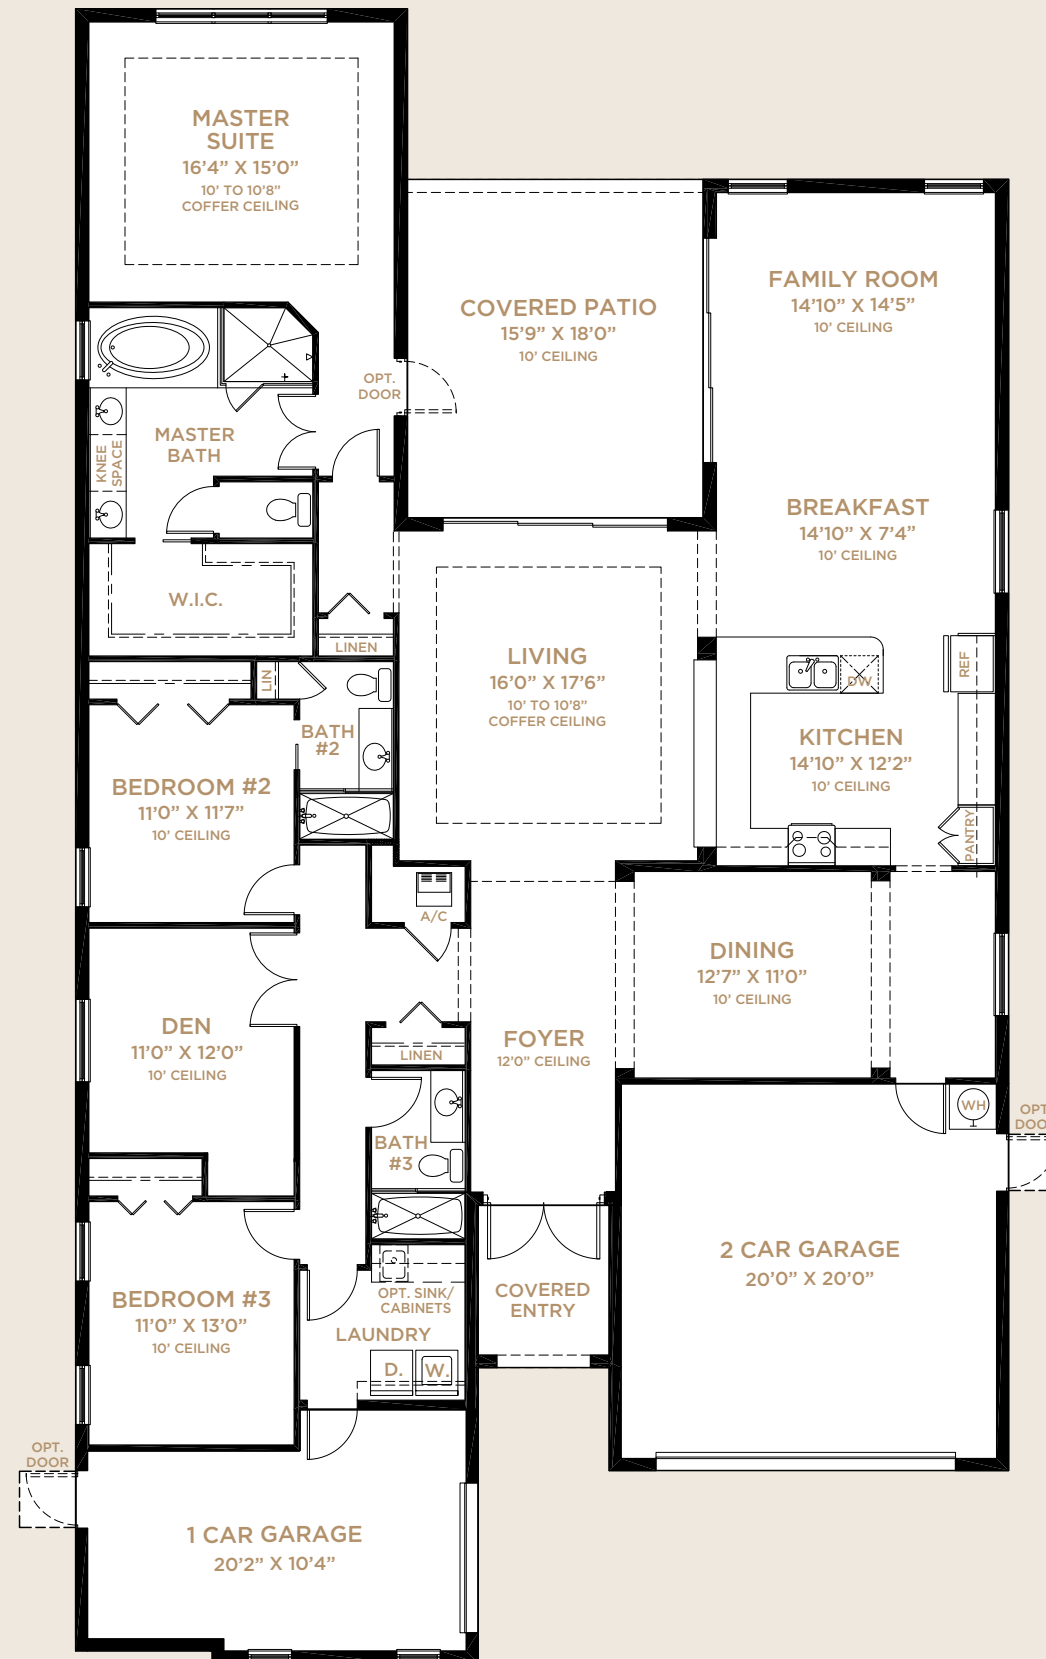 MASTER
SUITE
16’4” X 15’0”
10’ TO 10’8”
COFFER CEILING
COVERED PATIO
15’9” X 18’0”
10’ CEILING
FAMILY ROOM
14’10” X 14’5”
10’ CEILING
OPT.
DOOR
MASTER
BATH
KNEE
SPACE
BREAKFAST
14’10” X 7’4”
10’ CEILING
W.I.C.
LINEN
LIVING
16’0” X 17’6”
10’ TO 10’8”
COFFER CEILING
LIN
BATH
#2
REF
DW
KITCHEN
14’10” X 12’2”
10’ CEILING
PANTRY
BEDROOM #2
11’0” X 11’7”
10’ CEILING
A/C
DINING
12’7” X 11’0”
10’ CEILING
DEN
11’0” X 12’0”
10’ CEILING
FOYER
12’0” CEILING
LINEN
BATH
#3
WH
OPT
DOO
2 CAR GARAGE
20’0” X 20’0”
BEDROOM #3
11’0” X 13’0”
10’ CEILING
OPT. SINK/
CABINETS
LAUNDRY
D.
W.
COVERED
ENTRY
OPT.
DOOR
1 CAR GARAGE
20’2” X 10’4”